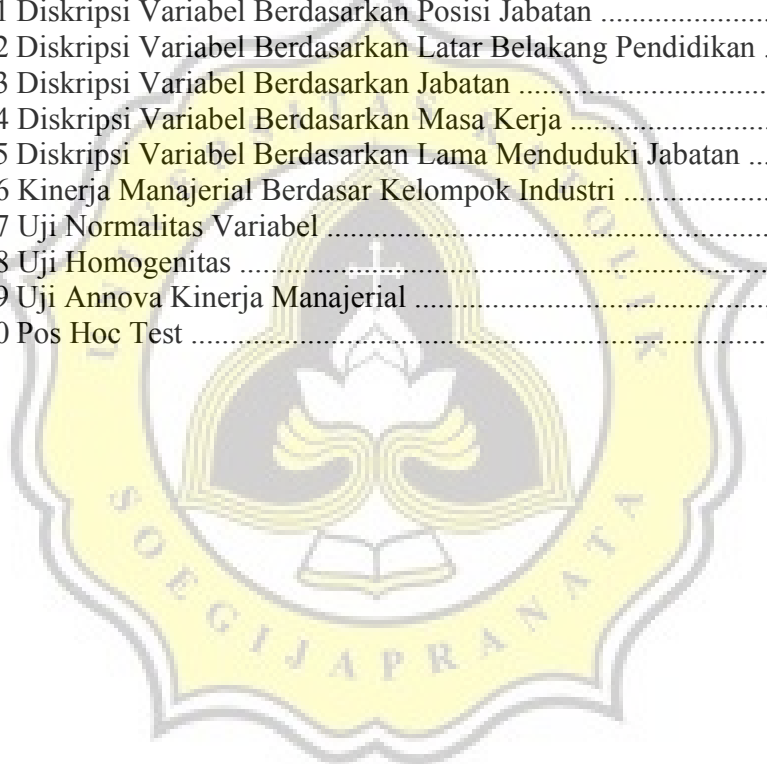 1 Diskripsi Variabel Berdasarkan Posisi Jabatan ........................
2 Diskripsi Variabel Berdasarkan Latar Belakang Pendidikan .
3 Diskripsi Variabel Berdasarkan Jabatan ....................................
4 Diskripsi Variabel Berdasarkan Masa Kerja .............................
5 Diskripsi Variabel Berdasarkan Lama Menduduki Jabatan ...
6 Kinerja Manajerial Berdasar Kelompok Industri .....................
7 Uji Normalitas Variabel ................................................................
8 Uji Homogenitas .............................................................................
9 Uji Annova Kinerja Manajerial ...................................................
0 Pos Hoc Test ....................................................................................
UNIVERSITAS KATOLIK
SOEGIJAPRANATA